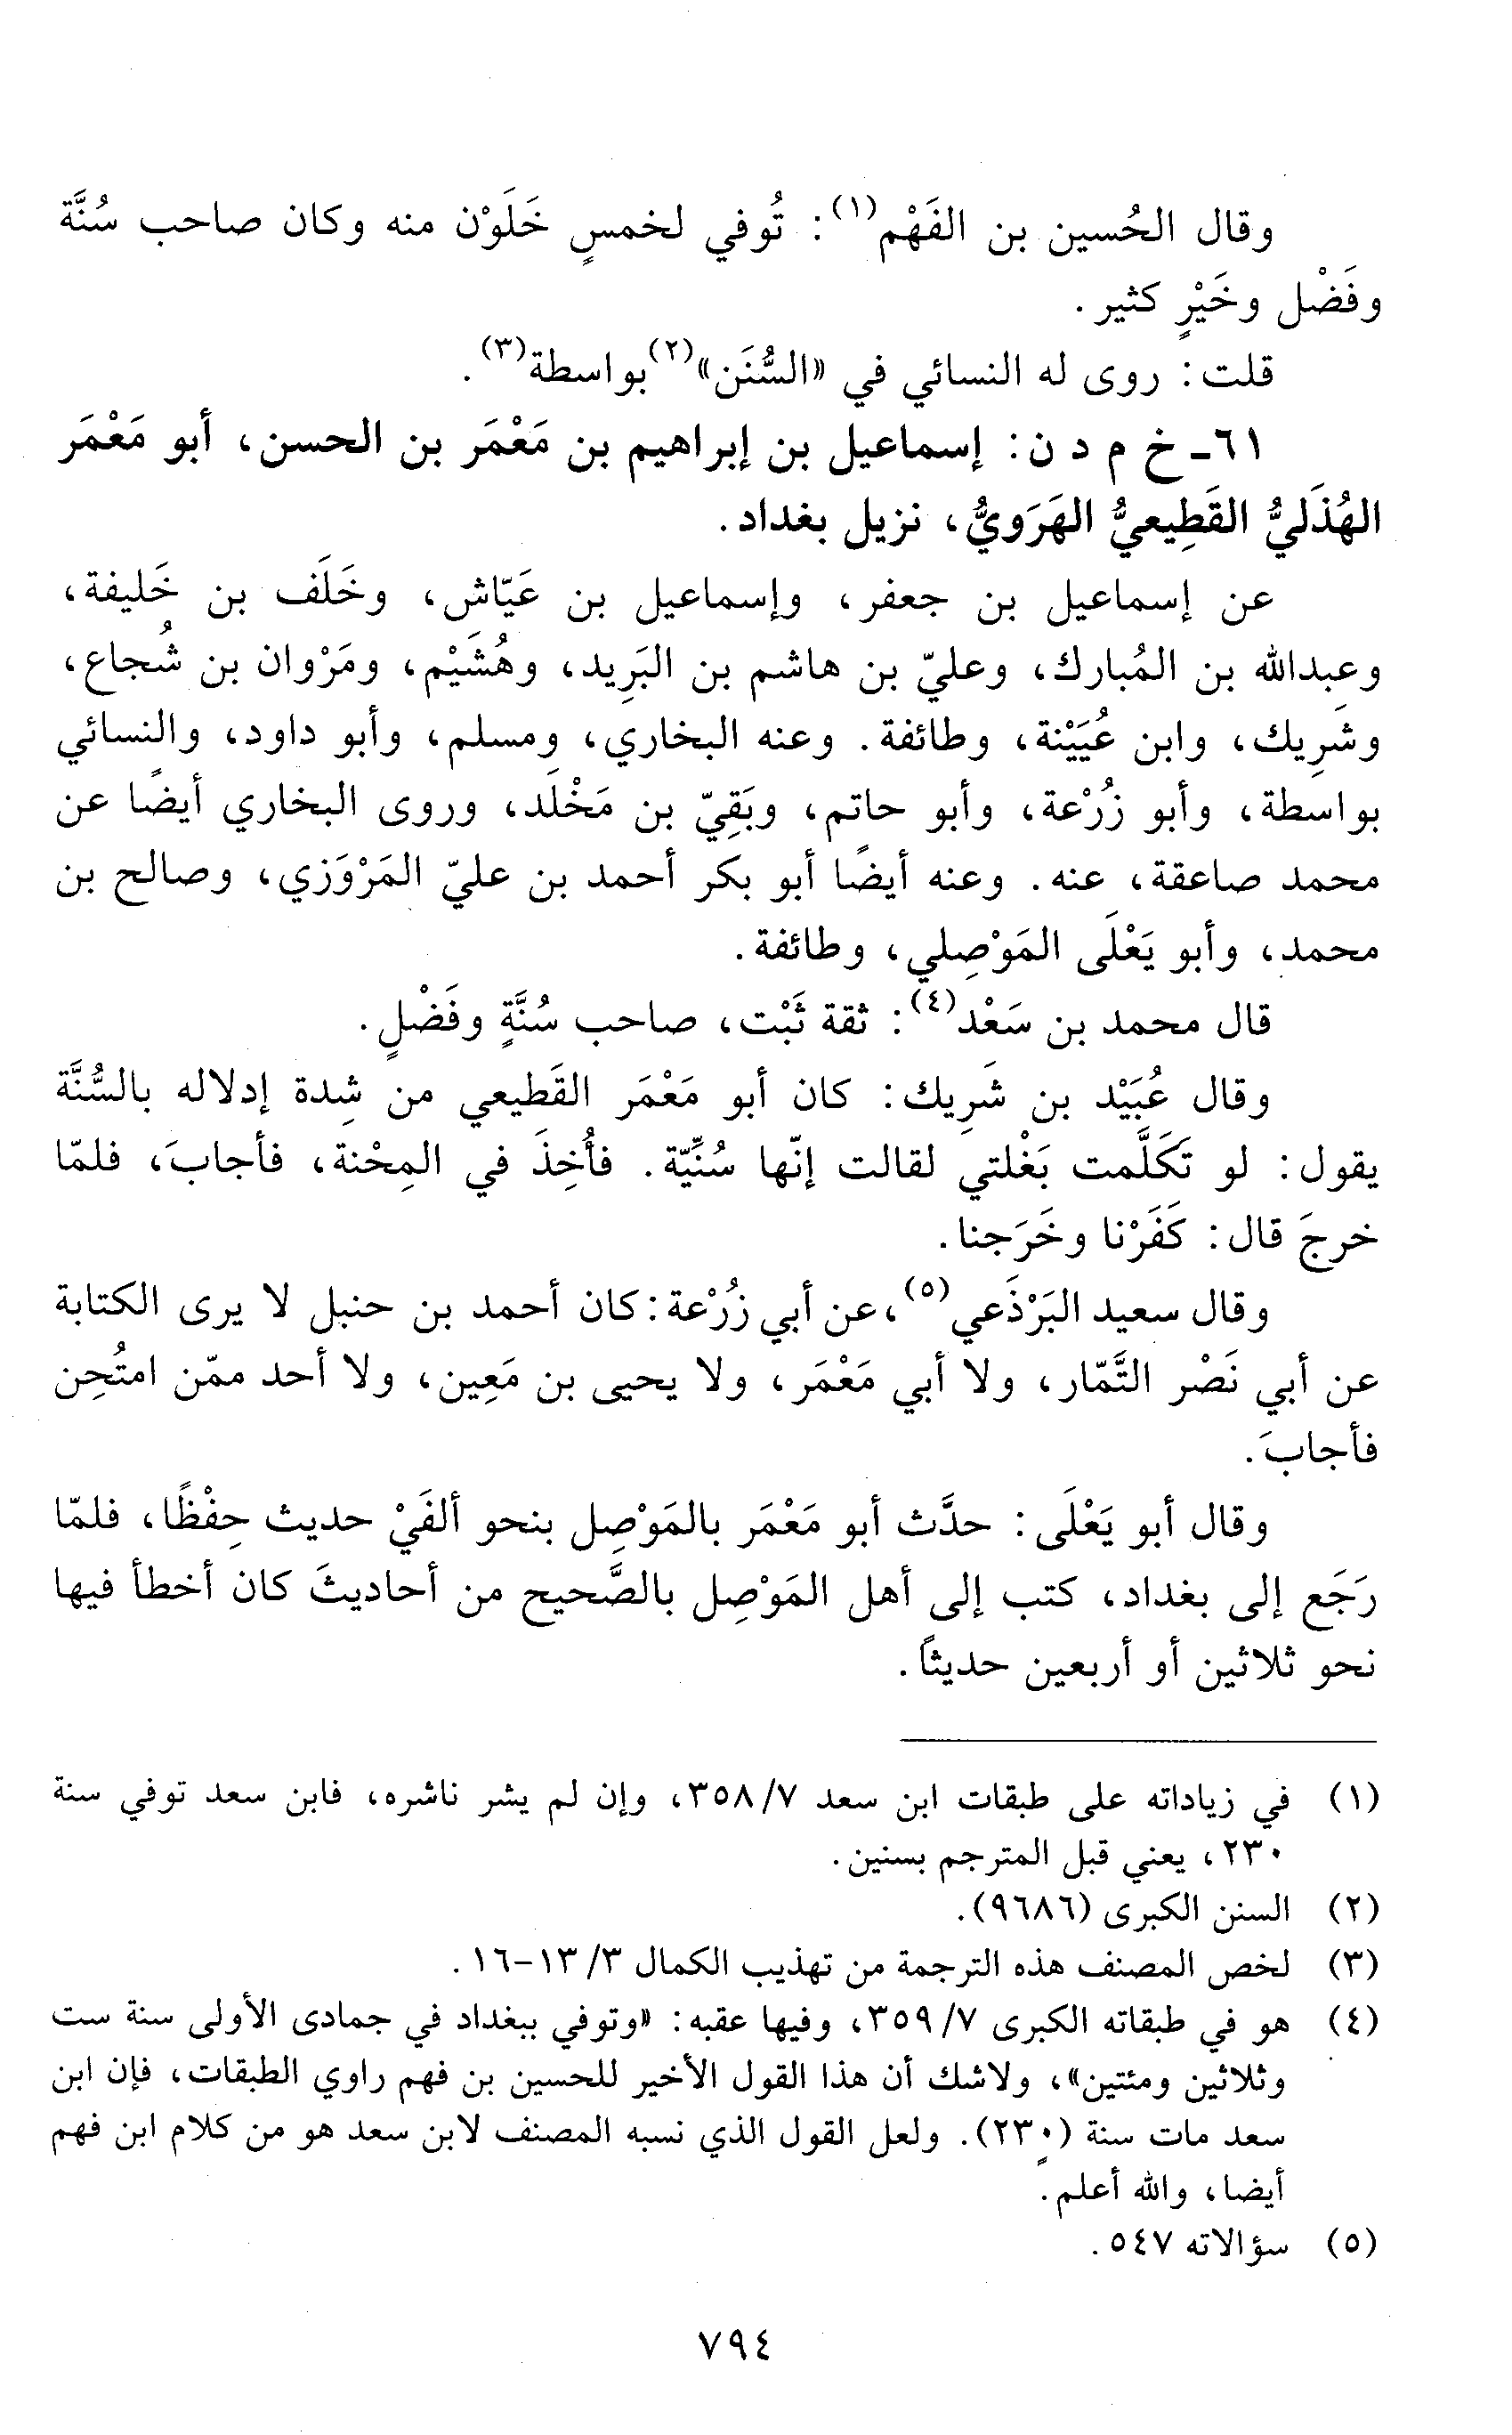 وقال الحُسين بن الفَهْم(١): تُوفي لخمسٍ خَلَوْن منه وكان صاحب سُنَّة
وفَضْل وخَيْرٍ كثير.
قلت: روى له النسائي في «السُّنَن»(٢)بواسطة(٣).
٦١- خ م د ن: إسماعيل بن إبراهيم بن مَعْمَر بن الحسن، أبو مَعْمَر
الهُذَليُّ القَطِيعيُّ الهَرَويُّ، نزيل بغداد.
عن إسماعيل بن جعفر، وإسماعيل بن عَيّاش، وخَلَف بن خَليفة،
وعبدالله بن المُبارك، وعليّ بن هاشم بن البَرِيد، وهُشَيْم، ومَرْوان بن شُجاع،
وشَرِيك، وابن عُيَيْنة، وطائفة. وعنه البخاري، ومسلم، وأبو داود، والنسائي
بواسطة، وأبو زُرْعة، وأبو حاتم، وبَقِيّ بن مَخْلَد، وروى البخاري أيضًا عن
محمد صاعقة، عنه. وعنه أيضًا أبو بكر أحمد بن عليّ المَرْوَزي، وصالح بن
محمد، وأبو يَعْلَى المَوْصِلي، وطائفة.
قال محمد بن سَعْد(٤): ثقة ثَبْت، صاحب سُنَّةٍ وفَضْلٍ.
وقال عُبَيْد بن شَرِيك: كان أبو مَعْمَر القَطيعي من شِدة إدلاله بالسُّنَّة
يقول: لو تَكَلَّمت بَغْلتي لقالت إنّها سُنِّيّة. فأُخِذَ في المِحْنة، فأجابَ، فلمّا
خرجَ قال: كَفَرْنا وخَرَجنا.
وقال سعيد البَرْذَعي(٥)، عن أبي زُرْعة: كان أحمد بن حنبل لا يرى الكتابة
عن أبي نَصْر التَّمّار، ولا أبي مَعْمَر، ولا يحيى بن مَعِين، ولا أحد ممّن امتُحِن
فأجابَ.
وقال أبو يَعْلَى: حدَّث أبو مَعْمَر بالمَوْصِل بنحو ألفَيْ حديث حِفْظًا، فلمّا
رَجَع إلى بغداد، كتب إلى أهل المَوْصِل بالصَّحيح من أحاديثَ كان أخطأ فيها
نحو ثلاثين أو أربعين حديثاً.
(١) في زياداته على طبقات ابن سعد ٣٥٨/٧، وإن لم يشر ناشره، فابن سعد توفي سنة
٢٣٠، يعني قبل المترجم بسنين.
(٢) السنن الكبرى (٩٦٨٦).
(٣) لخص المصنف هذه الترجمة من تهذيب الكمال ٣/ ١٣-١٦.
(٤) هو في طبقاته الكبرى ٣٥٩/٧، وفيها عقبه: «وتوفي ببغداد في جمادى الأولى سنة ست
وثلاثين ومئتين»، ولاشك أن هذا القول الأخير للحسين بن فهم راوي الطبقات، فإن ابن
سعد مات سنة (٢٣٠). ولعل القول الذي نسبه المصنف لابن سعد هو من كلام ابن فهم
أيضا، والله أعلم.
(٥) سؤالاته ٥٤٧.
٧٩٤